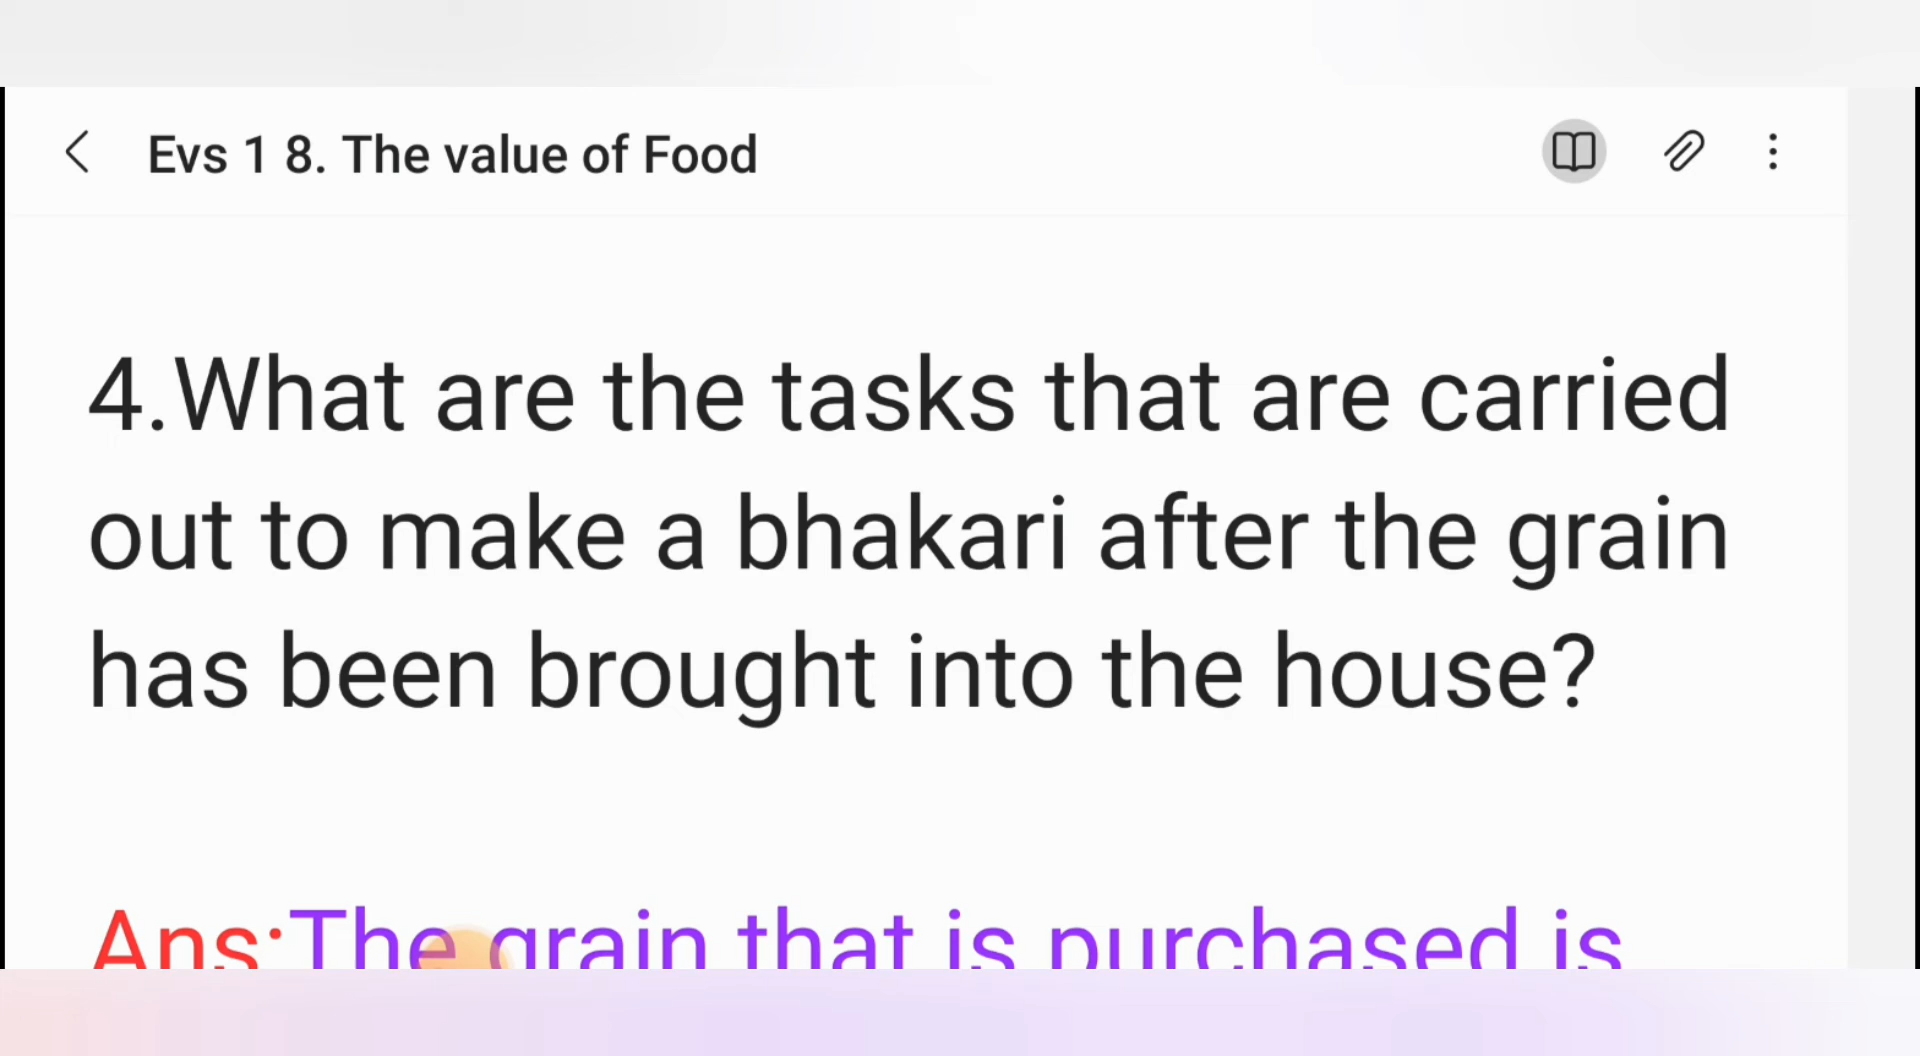 Evs 1 8. The value of Food
4.What are the tasks that are carried
out to make a bhakari after the grain
has been brought into the house?
Ans:The grain that is purchased is